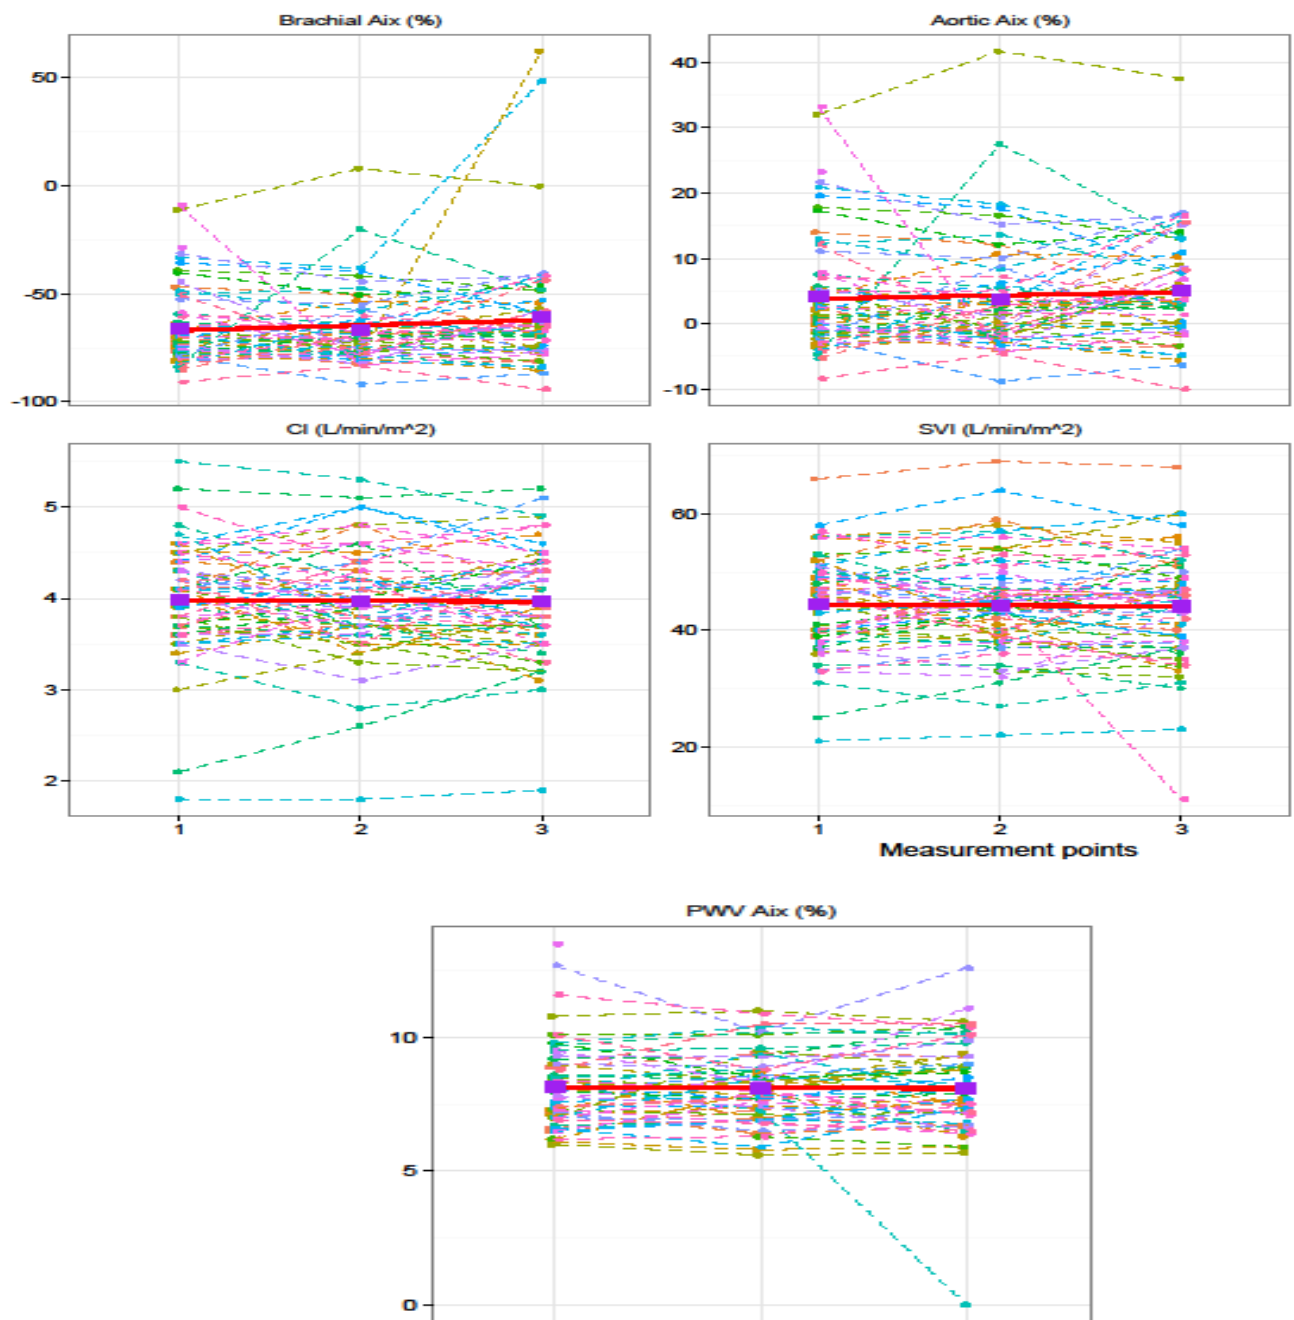 Brachial Aix (%)
Aortic Aix (%)
50
0
-50
-100
40
30
20
10
0
-10
CI (L/min/m^2)
SVI (L/min/m^2)
5
4
3
2
60
40
20
1 2 3
1 2 3
Measurement points
PWV Aix (%)
10
5
0